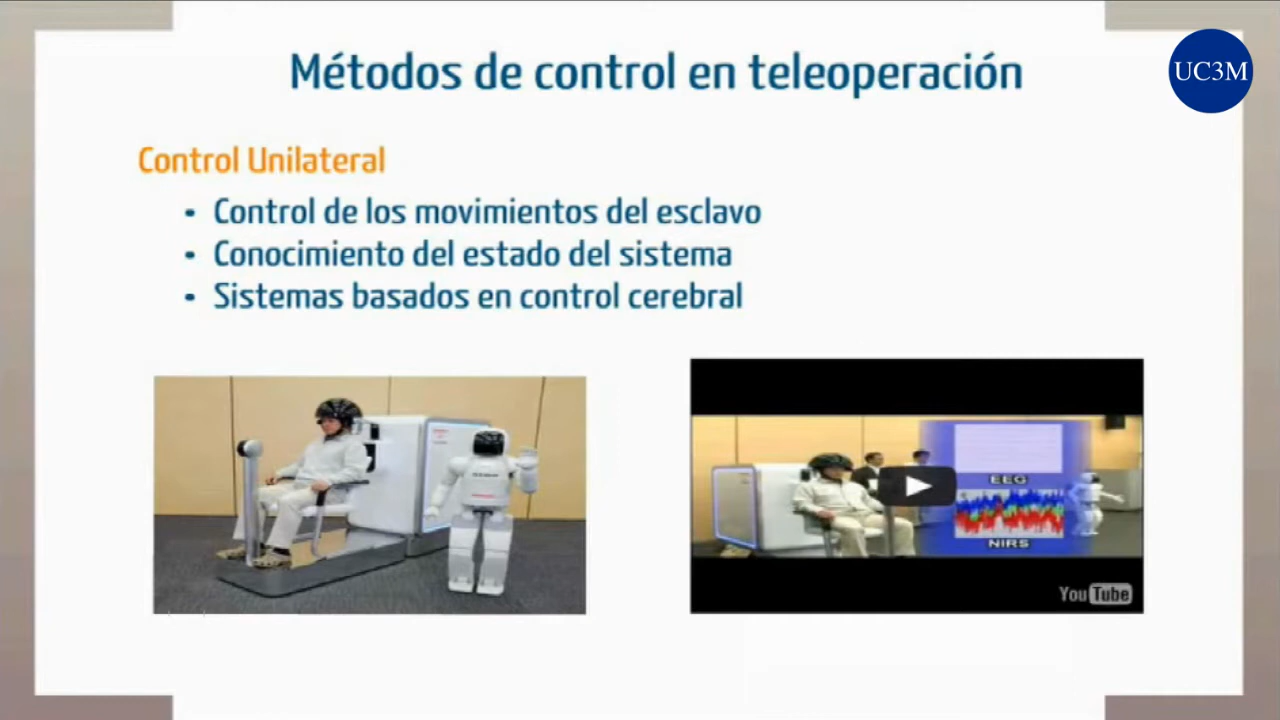 Métodos de control en teleoperación
UC3M
Control Unilateral
• Control de los movimientos del esclavo
• Conocimiento del estado del sistema
• Sistemas basados en control cerebral
EEG
NIRS
YouTube